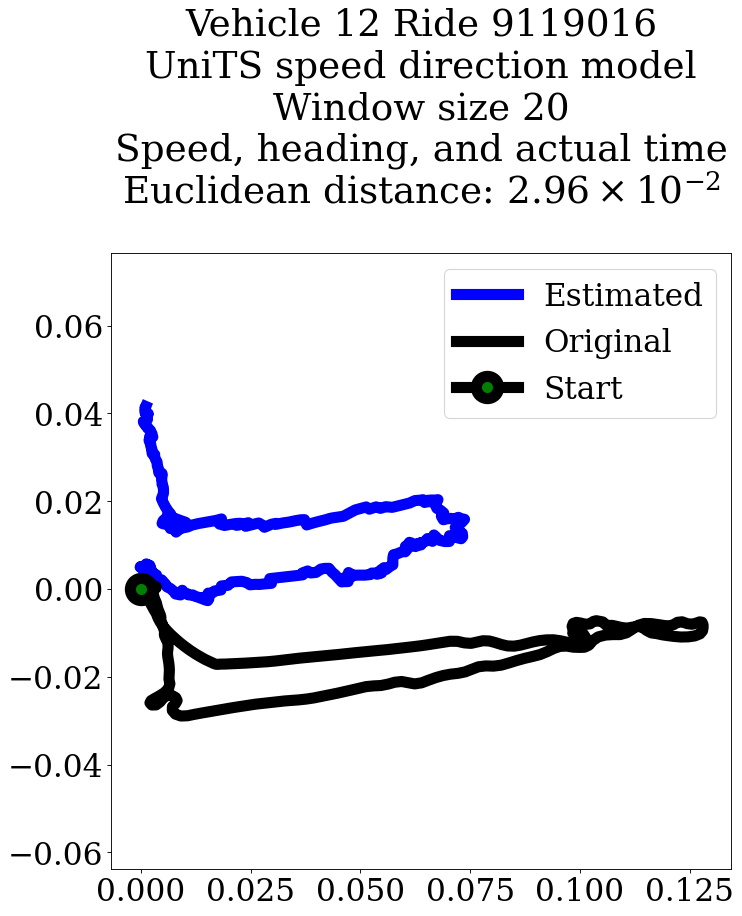 Vehicle 12 Ride 9119016
UniTS speed direction model
Window size 20
Speed, heading, and actual time
Euclidean distance: 2.96 × 10⁻²
Estimated
Original
Start
0.06
0.04
0.02
0.00
−0.02
−0.04
−0.06
0.000 0.025 0.050 0.075 0.100 0.125